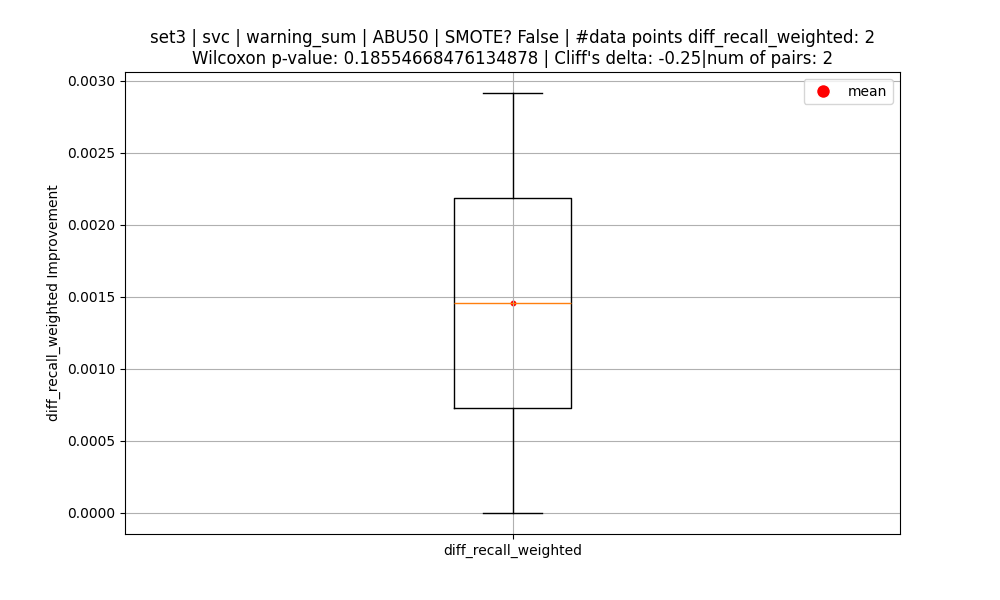 set3 | svc | warning_sum | ABU50 | SMOTE? False | #data points diff_recall_weighted: 2
Wilcoxon p-value: 0.18554668476134878 | Cliff's delta: -0.25|num of pairs: 2
mean
0.0030
0.0025
0.0020
0.0015
0.0010
0.0005
0.0000
diff_recall_weighted Improvement
diff_recall_weighted